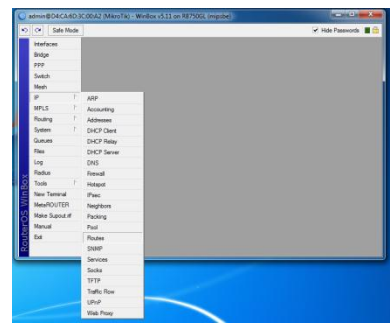 admin@D4:CA:6D:3C:00:A2 (MikroTik) - WinBox v5.11 on RB750GL (mipsbe)
Safe Mode
Hide Passwords
Interfaces
Bridge
PPP
Switch
Mesh
IP
MPLS
Routing
System
Queues
Files
Log
Radius
Tools
New Terminal
MetaROUTER
Make Supout.rif
Manual
Exit
ARP
Accounting
Addresses
DHCP Client
DHCP Relay
DHCP Server
DNS
Firewall
Hotspot
IPsec
Neighbors
Packing
Pool
Routes
SNMP
Services
Socks
TFTP
Traffic Flow
UPnP
Web Proxy
RouterOS WinBox